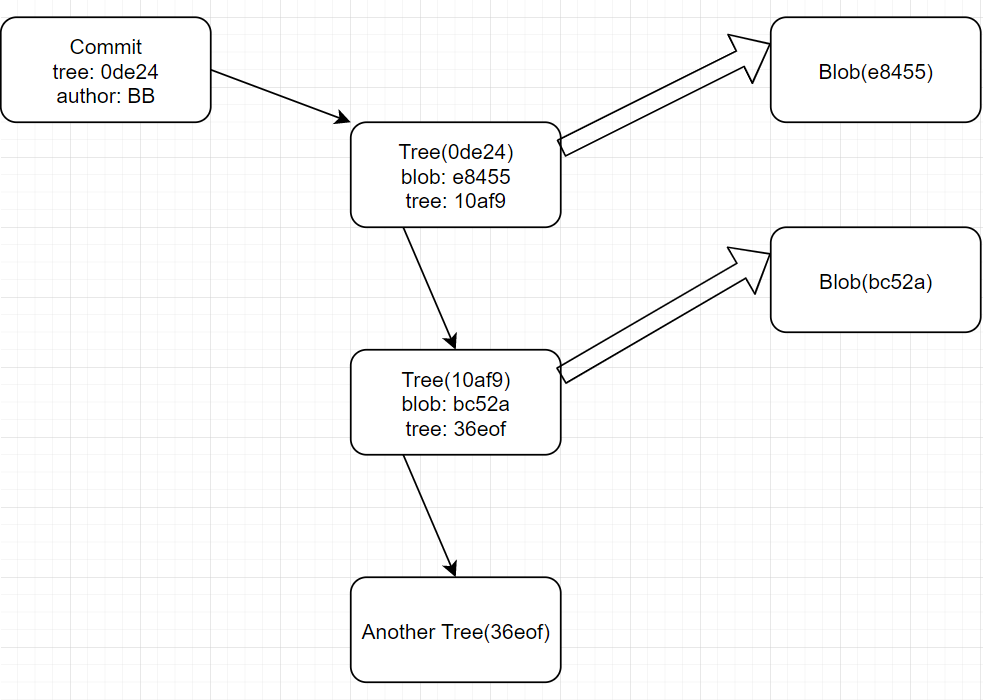 Commit
tree: 0de24
author: BB
Tree(0de24)
blob: e8455
tree: 10af9
Blob(e8455)
Tree(10af9)
blob: bc52a
tree: 36eof
Blob(bc52a)
Another Tree(36eof)